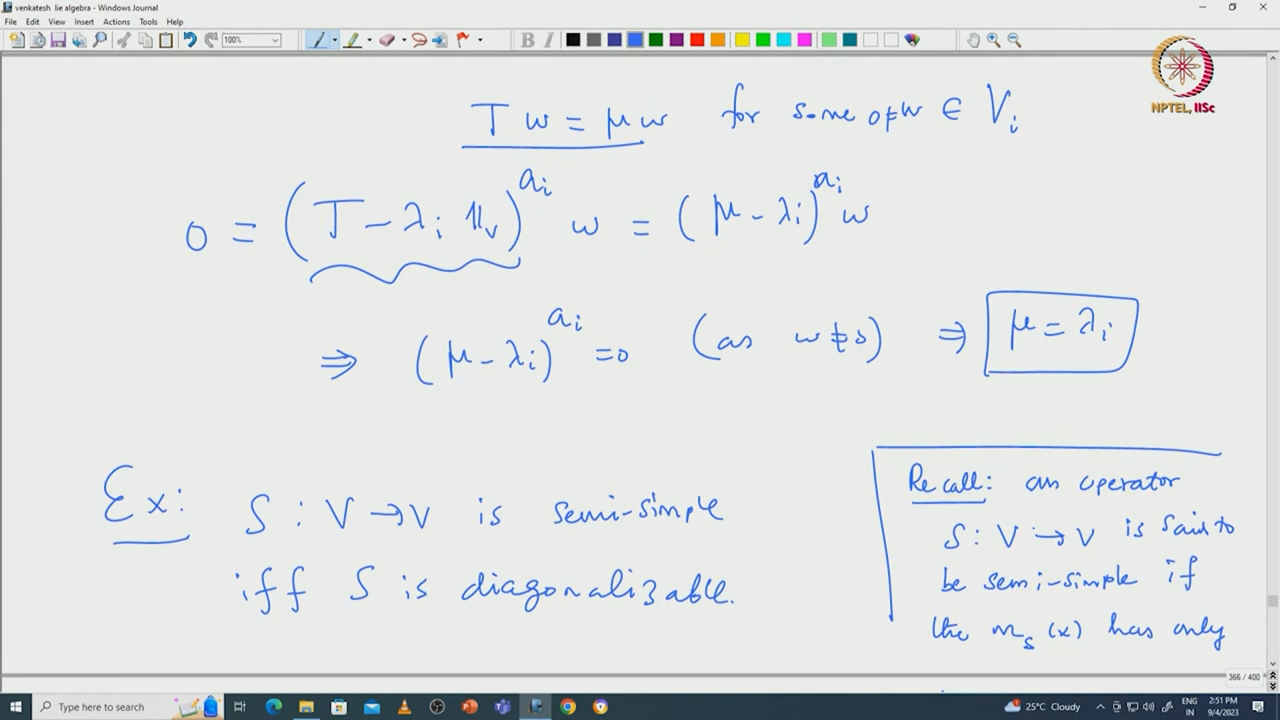 venkatesh lie algebra - Windows Journal
File Edit View Insert Actions Tools Help
100%
B I
NPTEL, IISc
T w = μ w for some 0 ≠ w ∈ V_i
0 = (T - λ_i 𝟙_V)^{a_i} w = (μ - λ_i)^{a_i} w
⇒ (μ - λ_i)^{a_i} = 0 (as w ≠ 0) ⇒ μ = λ_i
Ex: S : V → V is semi-simple
iff S is diagonalizable.
Recall: an operator
S : V → V is said to
be semi-simple if
the m_s(x) has only
366 / 400
Type here to search
25°C Cloudy
ENG
IN
2:51 PM
9/4/2023